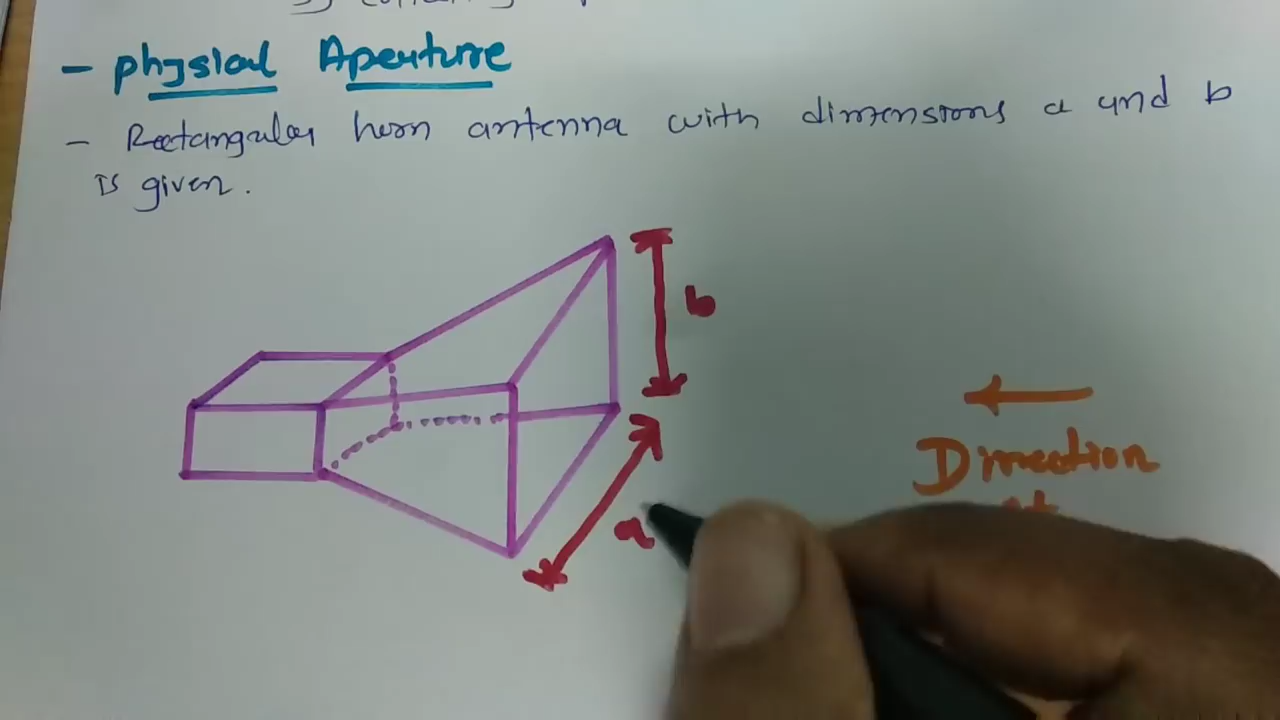 - Physical Aperture
- Rectangular horn antenna with dimensions a and b
is given.
b
a
Direction